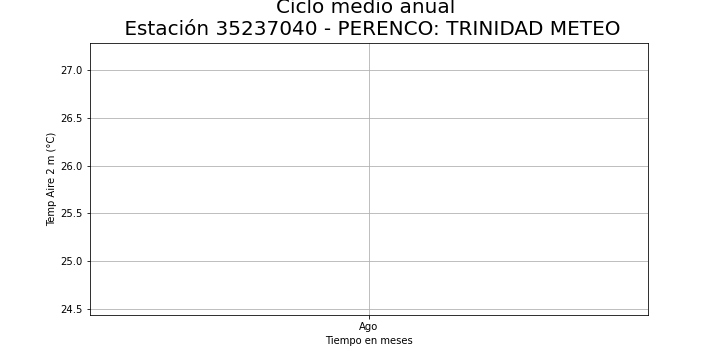 Ciclo medio anual
Estación 35237040 - PERENCO: TRINIDAD METEO
27.0
26.5
26.0
25.5
25.0
24.5
Temp Aire 2 m (°C)
Ago
Tiempo en meses